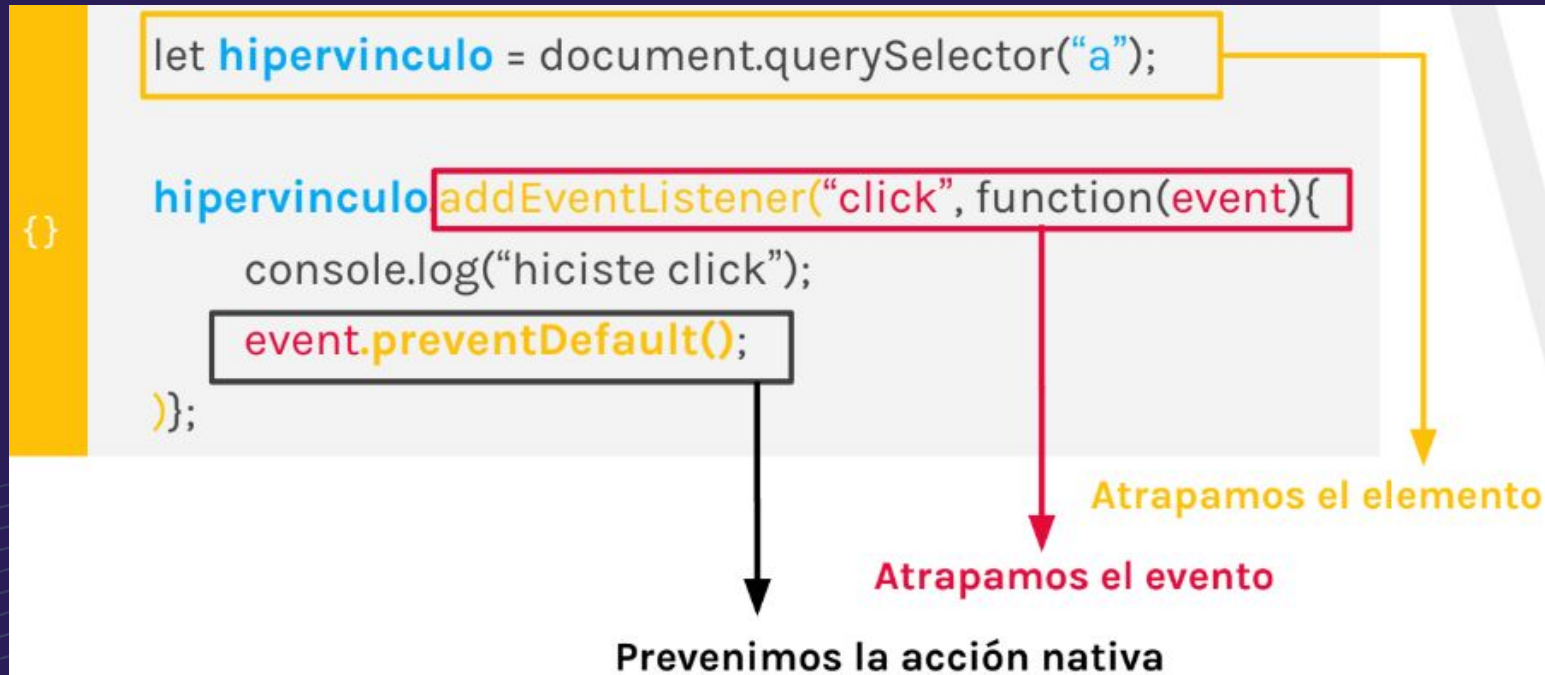 let hipervinculo = document.querySelector(“a”);
{}
hipervinculo.addEventListener(“click”, function(event){
console.log(“hiciste click”);
event.preventDefault();
)};
Atrapamos el elemento
Atrapamos el evento
Prevenimos la acción nativa